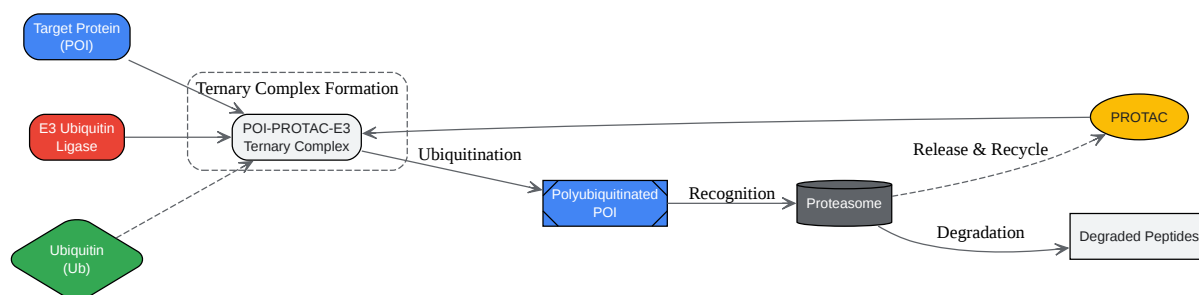 Target Protein
(POI)
Ternary Complex Formation
E3 Ubiquitin
Ligase
POI-PROTAC-E3
Ternary Complex
PROTAC
Ubiquitination
Release & Recycle
Polyubiquitinated
POI
Recognition
Proteasome
Degradation
Degraded Peptides
Ubiquitin
(Ub)